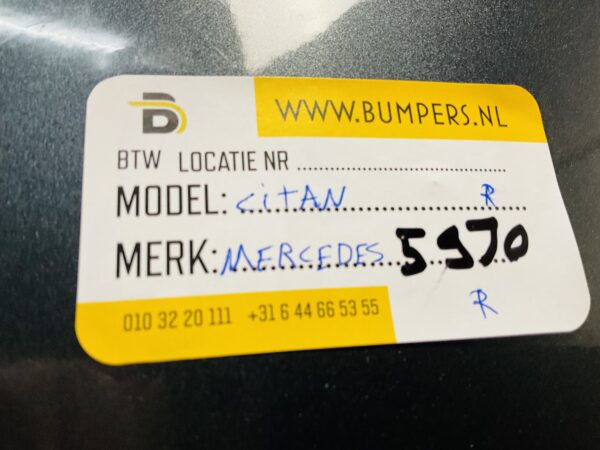 B
WWW.BUMPERS.NL
BTW LOCATIE NR ..................................................
MODEL: CITAN R
MERK: MERCEDES 5970
010 32 20 111 +31 6 44 66 53 55 R